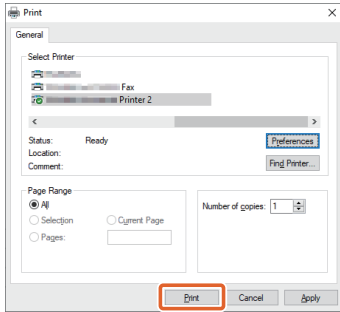 Print
General
Select Printer
Fax
Printer 2
Status: Ready
Location:
Comment:
Preferences
Find Printer...
Page Range
All
Selection Current Page
Pages:
Number of copies: 1
Print Cancel Apply